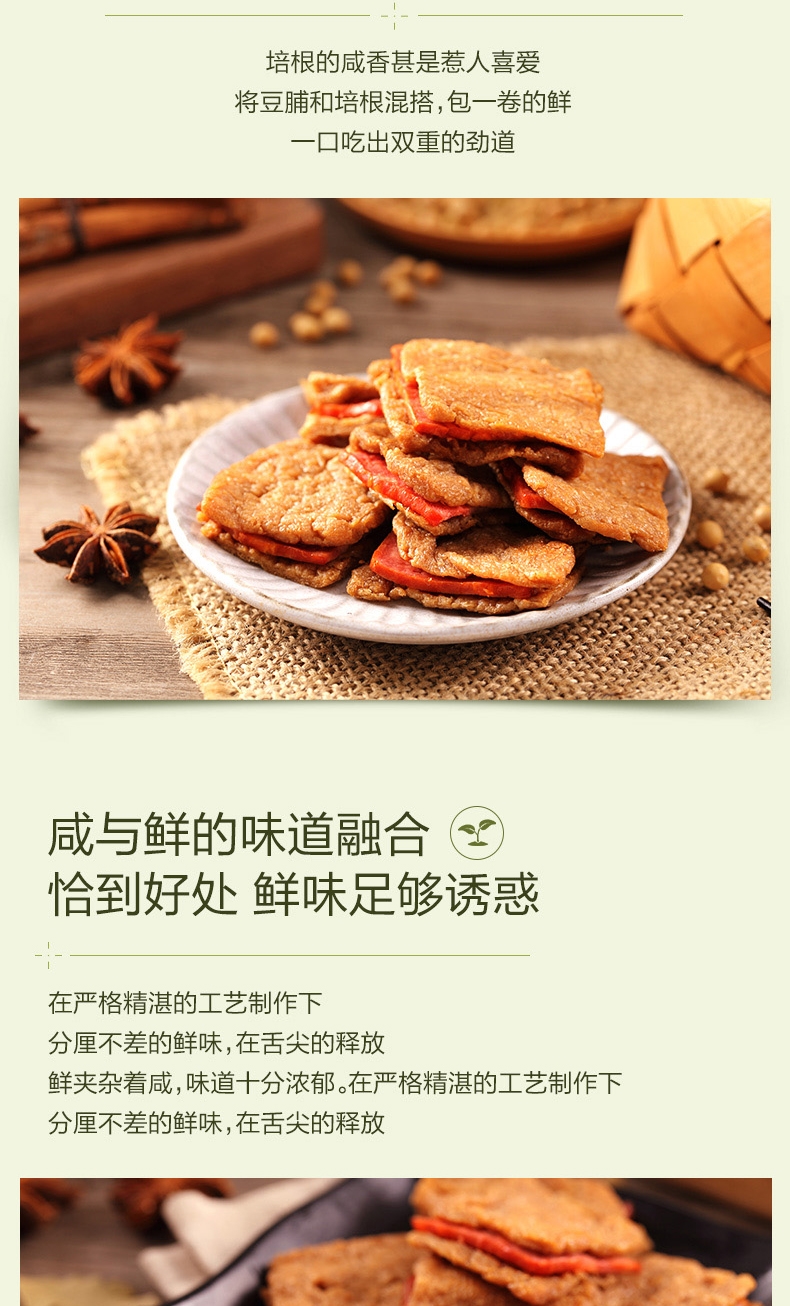 培根的咸香甚是惹人喜爱
将豆脯和培根混搭,包一卷的鲜
一口吃出双重的劲道
咸与鲜的味道融合
恰到好处 鲜味足够诱惑
在严格精湛的工艺制作下
分厘不差的鲜味,在舌尖的释放
鲜夹杂着咸,味道十分浓郁。在严格精湛的工艺制作下
分厘不差的鲜味,在舌尖的释放